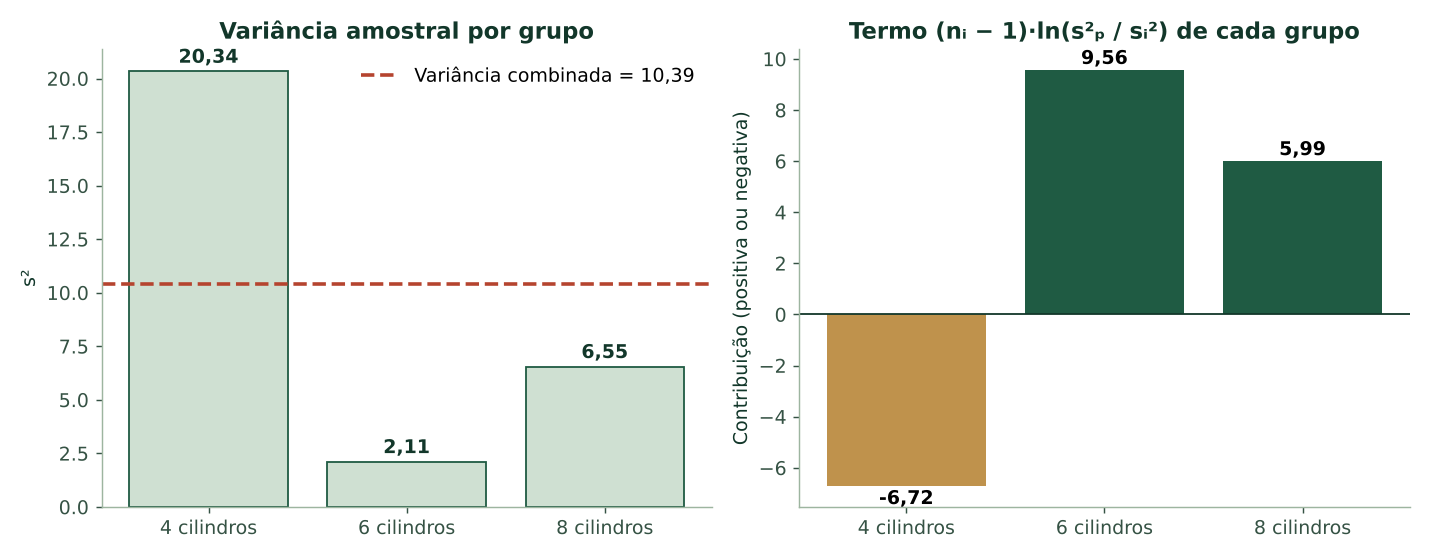 Variância amostral por grupo
20,34
Variância combinada = 10,39
20.0
17.5
15.0
12.5
10.0
7.5
5.0
2.5
0.0
s²
6,55
2,11
4 cilindros
6 cilindros
8 cilindros
Termo (nᵢ − 1)·ln(s²ₚ / sᵢ²) de cada grupo
Contribuição (positiva ou negativa)
10
8
6
4
2
0
−2
−4
−6
9,56
5,99
-6,72
4 cilindros
6 cilindros
8 cilindros